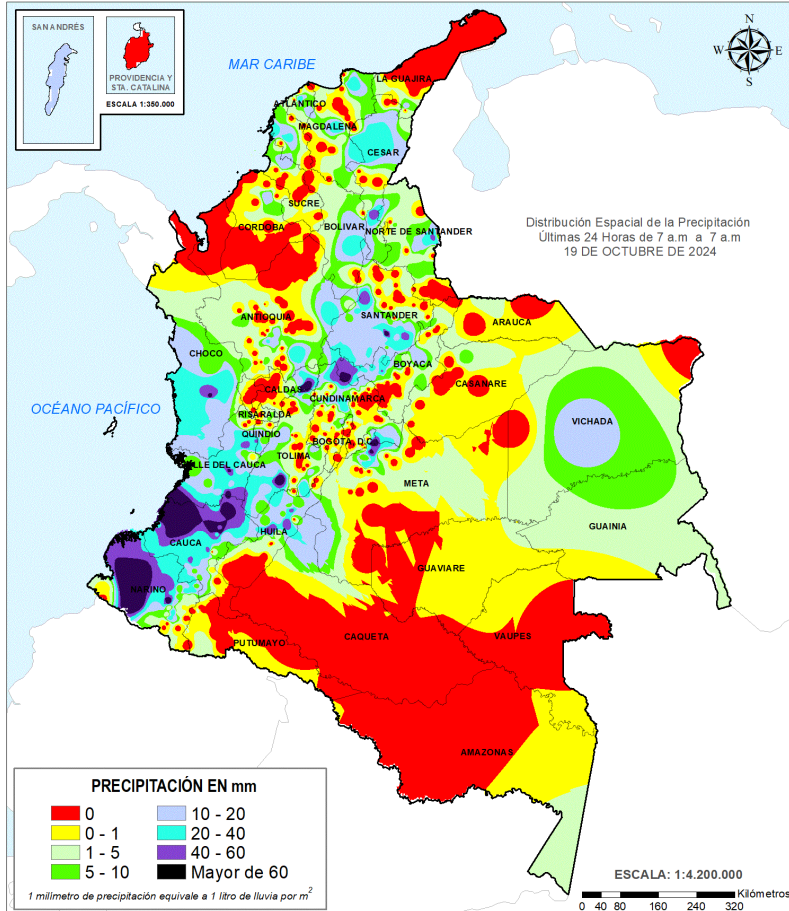 SAN ANDRÉS
PROVIDENCIA Y
STA. CATALINA
ESCALA 1:350.000
N
W
E
S
MAR CARIBE
LA GUAJIRA
ATLÁNTICO
MAGDALENA
CESAR
SUCRE
CORDOBA
BOLIVAR
NORTE DE SANTANDER
Distribución Espacial de la Precipitación
Últimas 24 Horas de 7 a.m a 7 a.m
19 DE OCTUBRE DE 2024
ANTIOQUIA
SANTANDER
ARAUCA
CHOCO
BOYACA
CASANARE
CALDAS
CUNDINAMARCA
OCÉANO PACÍFICO
RISARALDA
VICHADA
QUINDIO
BOGOTA, D.C.
TOLIMA
VALLE DEL CAUCA
META
GUAINIA
HUILA
CAUCA
GUAVIARE
NARIÑO
CAQUETA
VAUPES
PUTUMAYO
AMAZONAS
PRECIPITACIÓN EN mm
0
0 - 1
1 - 5
5 - 10
10 - 20
20 - 40
40 - 60
Mayor de 60
1 milímetro de precipitación equivale a 1 litro de lluvia por m2
ESCALA: 1:4.200.000
Kilómetros
0 40 80 160 240 320